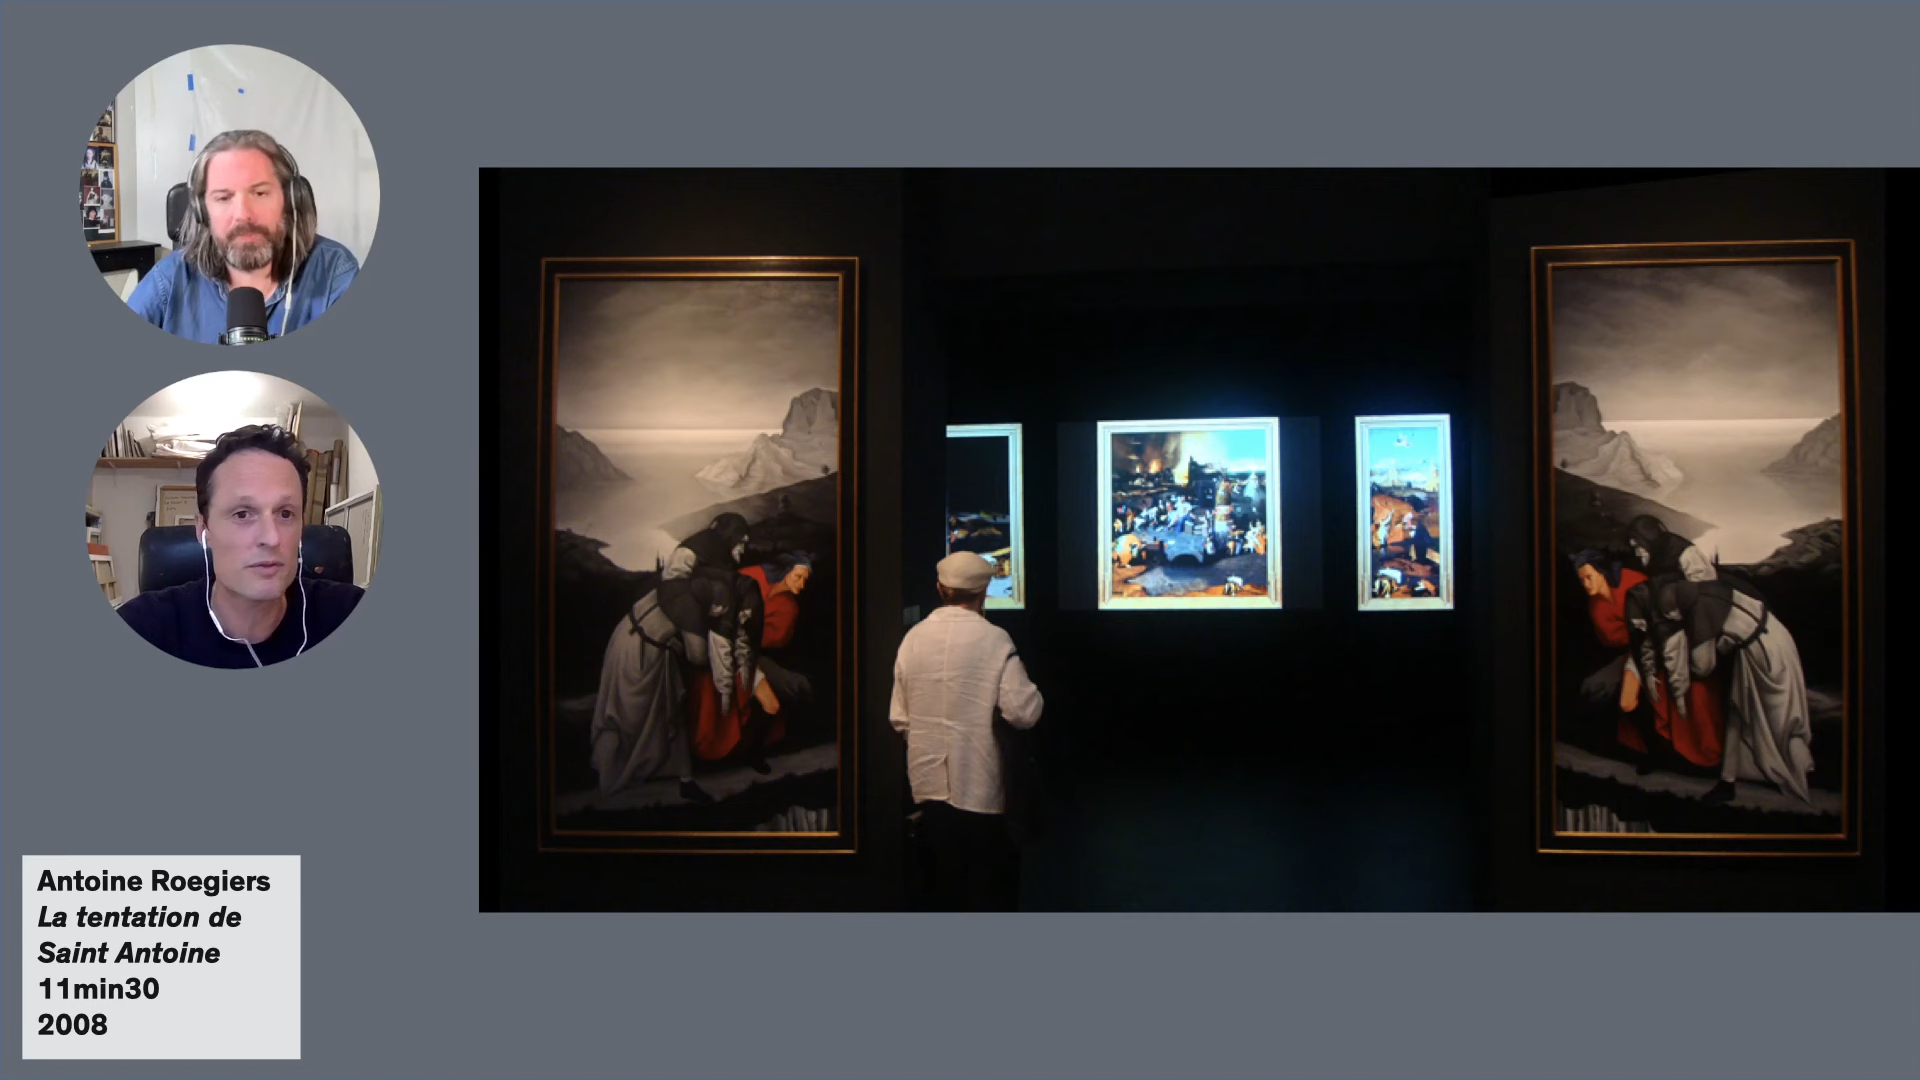 Antoine Roegiers
La tentation de
Saint Antoine
11min30
2008